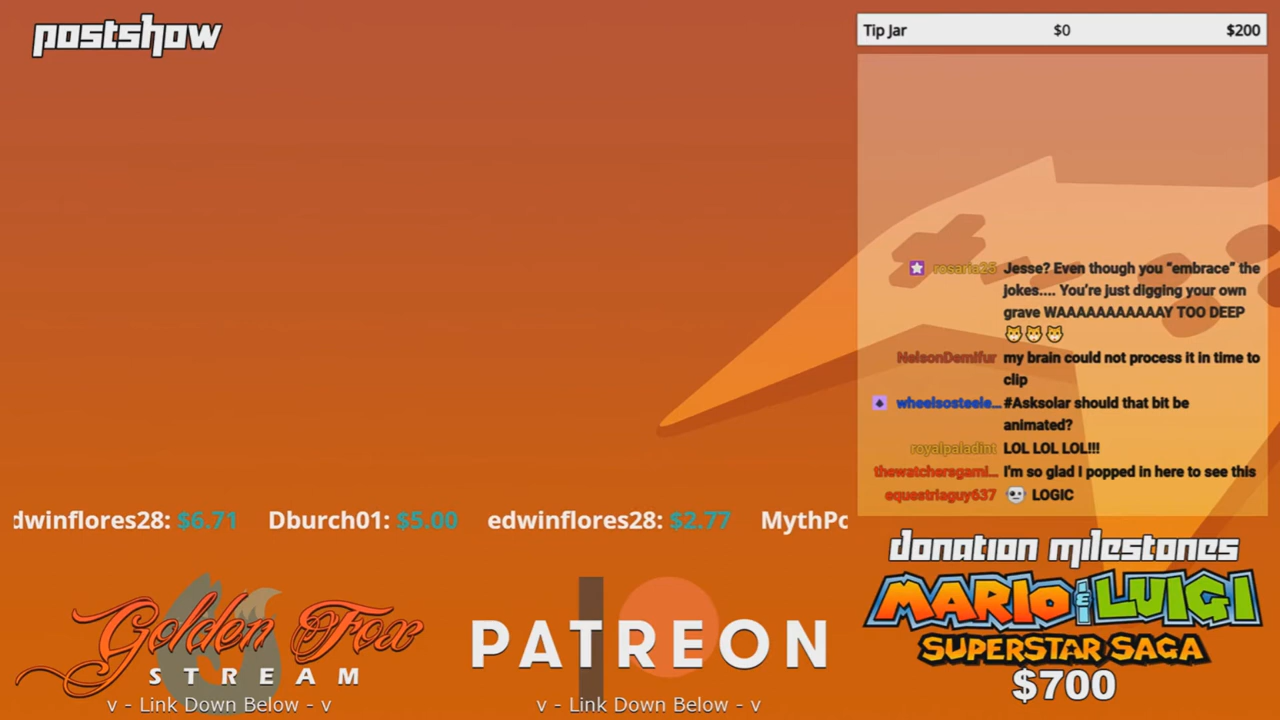 postshow
Tip Jar $0 $200
rosaria25 Jesse? Even though you “embrace” the
jokes.... You’re just digging your own
grave WAAAAAAAAAAAY TOO DEEP
NelsonDemifur my brain could not process it in time to
clip
wheelsosteele... #Asksolar should that bit be
animated?
royalpaladint LOL LOL LOL!!!
thewatchersgami... I'm so glad I popped in here to see this
equestriaguy637 LOGIC
dwinflores28: $6.71 Dburch01: $5.00 edwinflores28: $2.77 MythPo
donation milestones
MARIO & LUIGI
SUPERSTAR SAGA
$700
Golden Fox
STREAM
v - Link Down Below - v
PATREON
v - Link Down Below - v